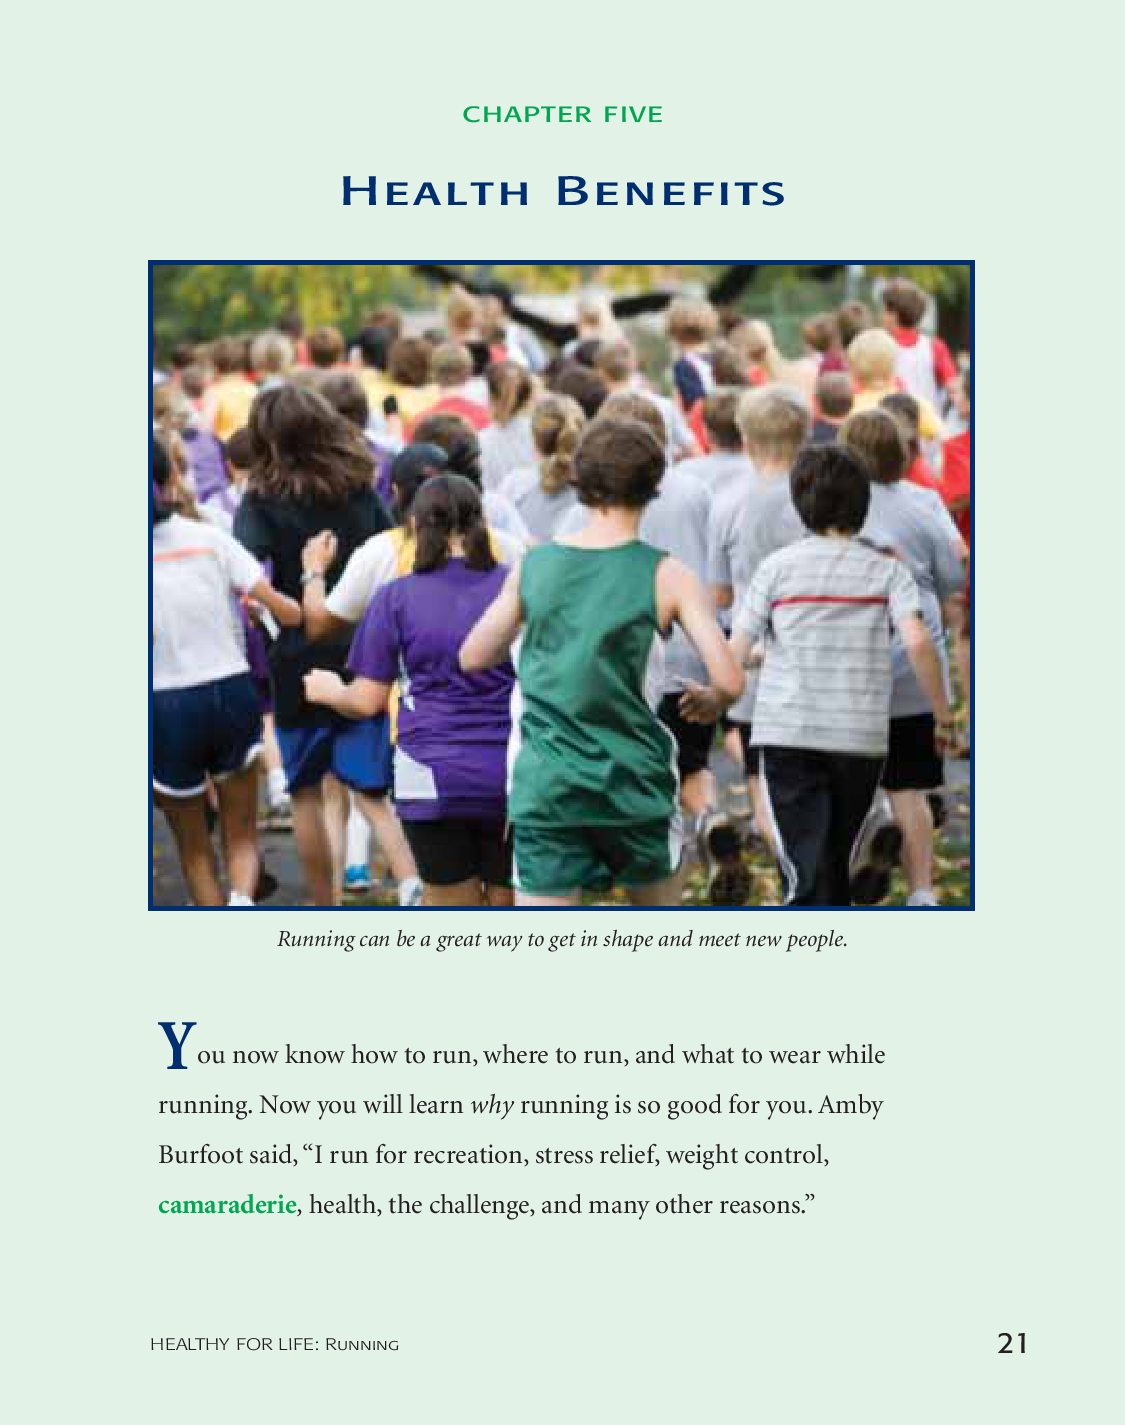 CHAPTER FIVE
HEALTH BENEFITS
Running can be a great way to get in shape and meet new people.
You now know how to run, where to run, and what to wear while
running. Now you will learn why running is so good for you. Amby
Burfoot said, “I run for recreation, stress relief, weight control,
camaraderie, health, the challenge, and many other reasons.”
HEALTHY FOR LIFE: RUNNING
21